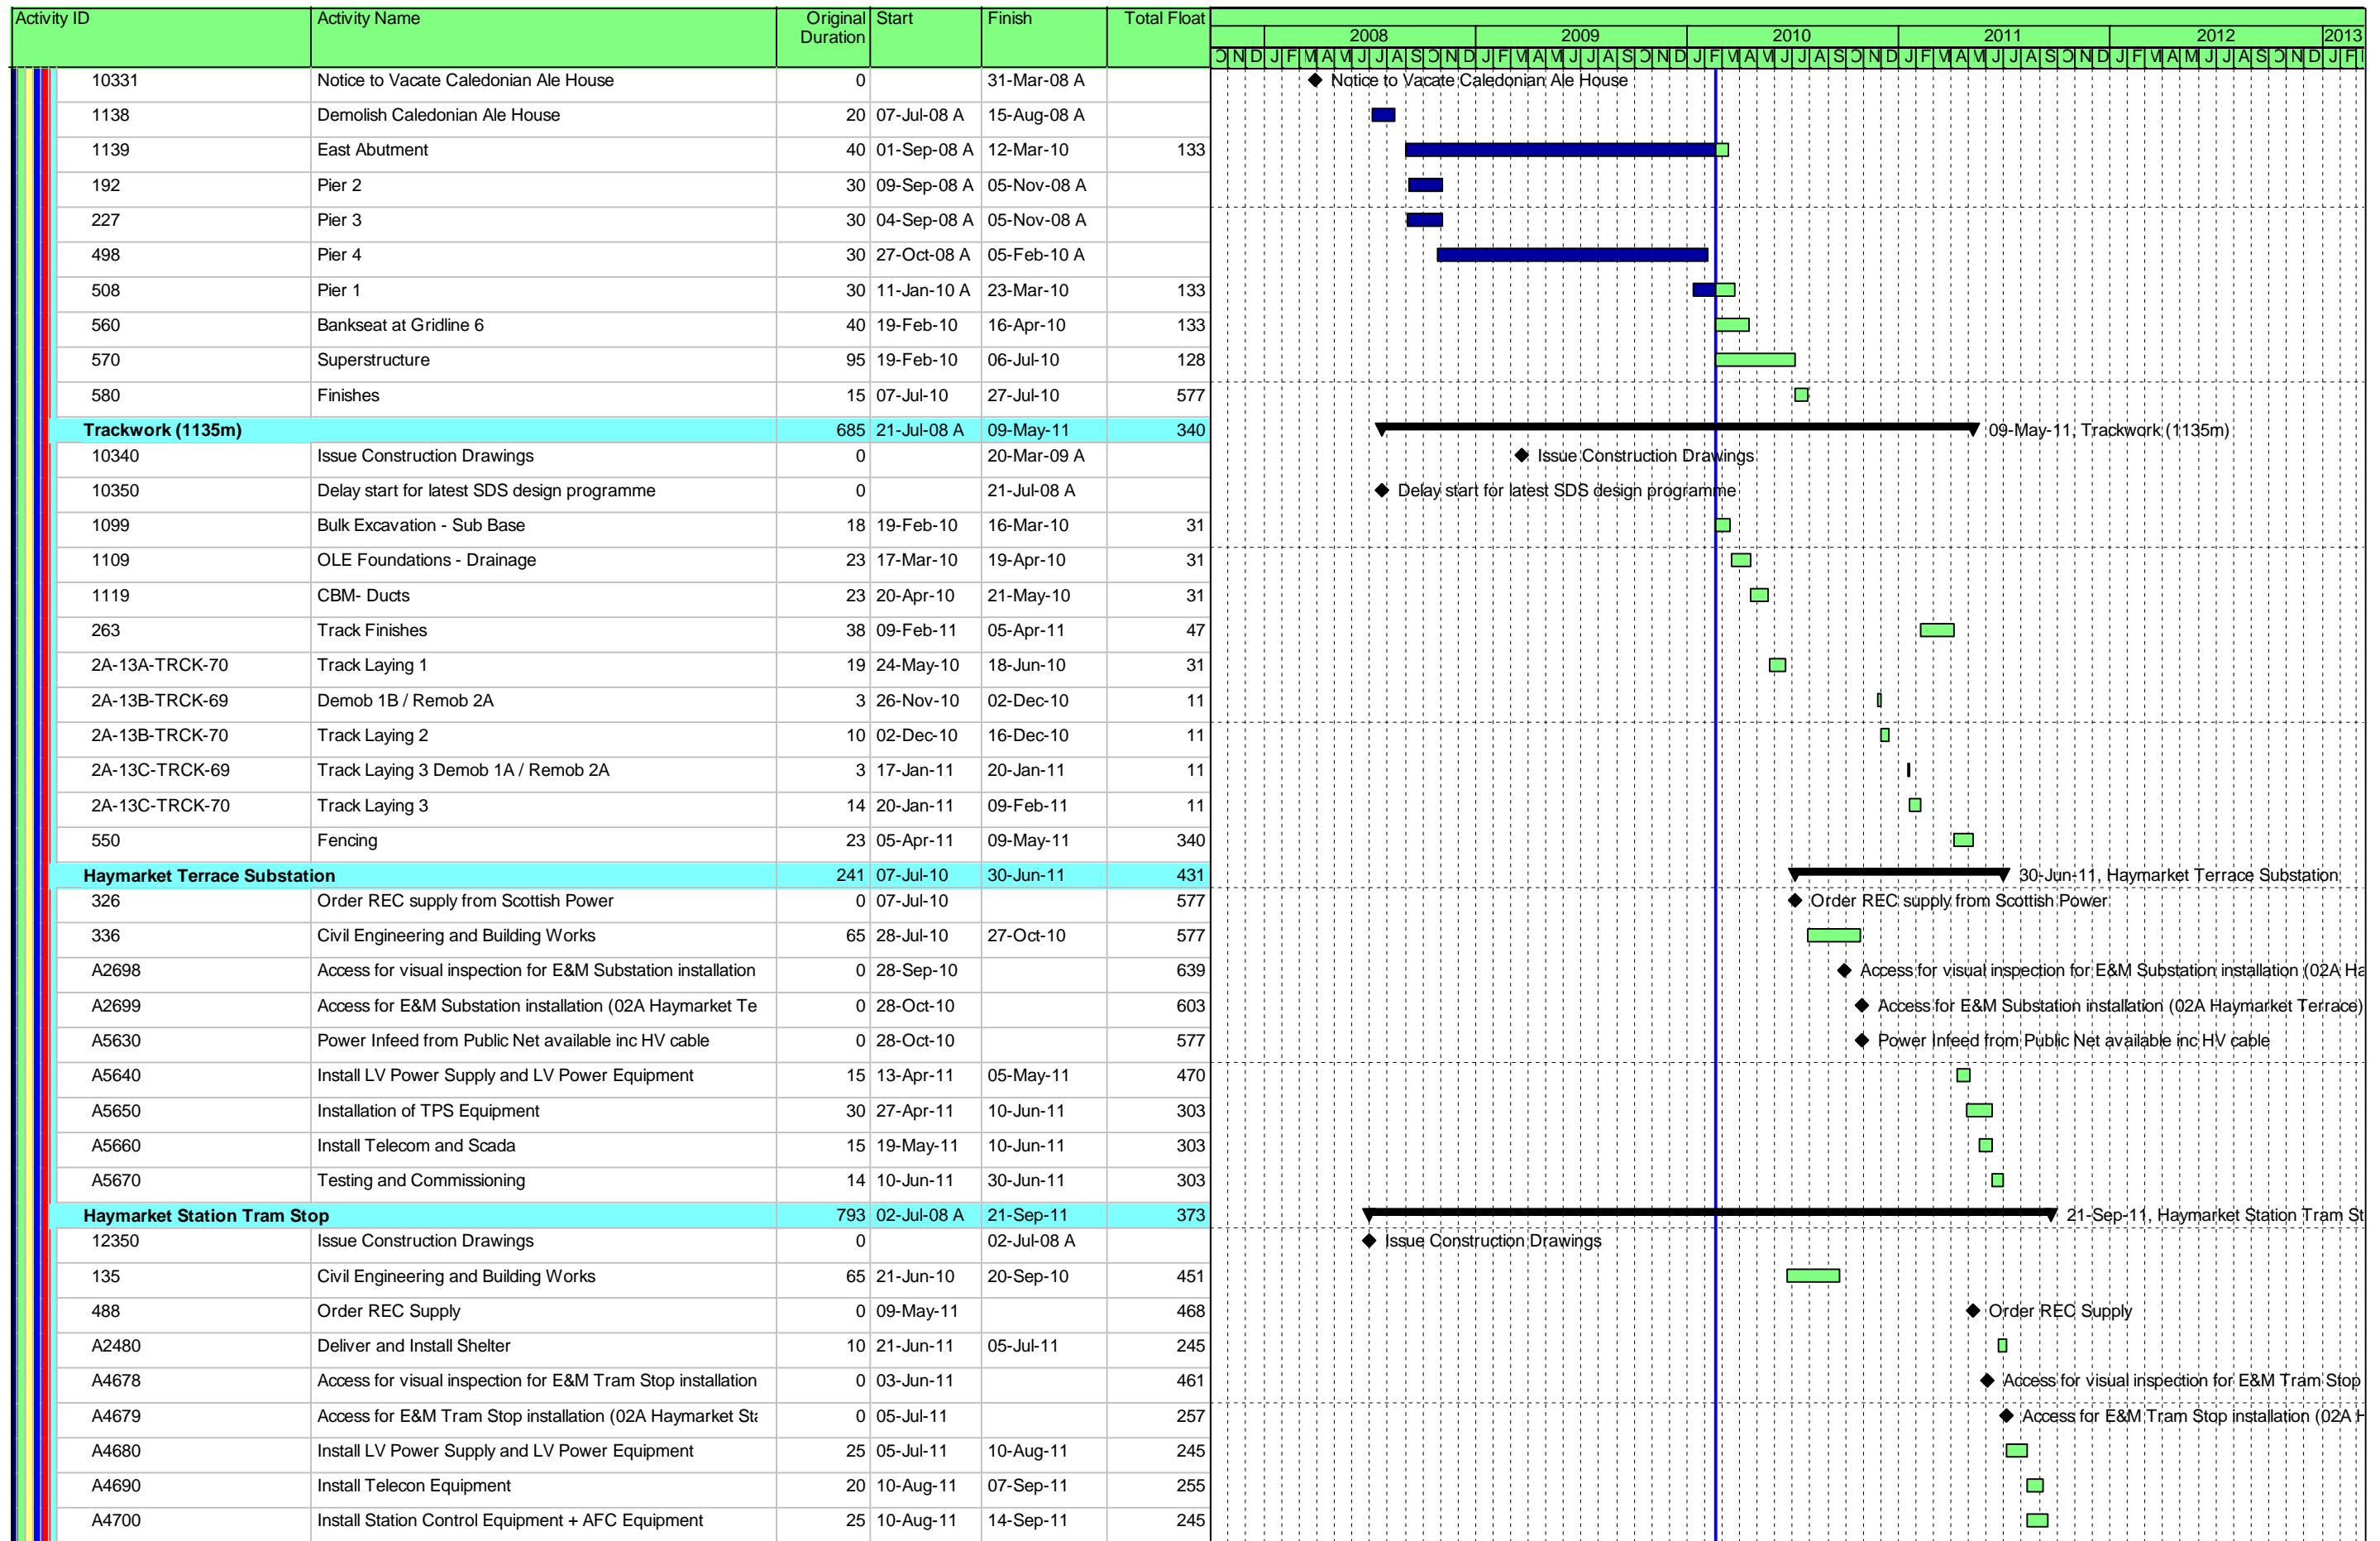 Activity ID Activity Name Original Duration Start Finish Total Float
2008 2009 2010 2011 2012 2013
O N D J F M A M J J A S O N D J F M A M J J A S O N D J F M A M J J A S O N D J F M A M J J A S O N D J F M A M J J A S O N D J F
10331 Notice to Vacate Caledonian Ale House 0 31-Mar-08 A Notice to Vacate Caledonian Ale House
1138 Demolish Caledonian Ale House 20 07-Jul-08 A 15-Aug-08 A
1139 East Abutment 40 01-Sep-08 A 12-Mar-10 133
192 Pier 2 30 09-Sep-08 A 05-Nov-08 A
227 Pier 3 30 04-Sep-08 A 05-Nov-08 A
498 Pier 4 30 27-Oct-08 A 05-Feb-10 A
508 Pier 1 30 11-Jan-10 A 23-Mar-10 133
560 Bankseat at Gridline 6 40 19-Feb-10 16-Apr-10 133
570 Superstructure 95 19-Feb-10 06-Jul-10 128
580 Finishes 15 07-Jul-10 27-Jul-10 577
Trackwork (1135m) 685 21-Jul-08 A 09-May-11 340 09-May-11, Trackwork (1135m)
10340 Issue Construction Drawings 0 20-Mar-09 A Issue Construction Drawings
10350 Delay start for latest SDS design programme 0 21-Jul-08 A Delay start for latest SDS design programme
1099 Bulk Excavation - Sub Base 18 19-Feb-10 16-Mar-10 31
1109 OLE Foundations - Drainage 23 17-Mar-10 19-Apr-10 31
1119 CBM- Ducts 23 20-Apr-10 21-May-10 31
263 Track Finishes 38 09-Feb-11 05-Apr-11 47
2A-13A-TRCK-70 Track Laying 1 19 24-May-10 18-Jun-10 31
2A-13B-TRCK-69 Demob 1B / Remob 2A 3 26-Nov-10 02-Dec-10 11
2A-13B-TRCK-70 Track Laying 2 10 02-Dec-10 16-Dec-10 11
2A-13C-TRCK-69 Track Laying 3 Demob 1A / Remob 2A 3 17-Jan-11 20-Jan-11 11
2A-13C-TRCK-70 Track Laying 3 14 20-Jan-11 09-Feb-11 11
550 Fencing 23 05-Apr-11 09-May-11 340
Haymarket Terrace Substation 241 07-Jul-10 30-Jun-11 431 30-Jun-11, Haymarket Terrace Substation
326 Order REC supply from Scottish Power 0 07-Jul-10 577 Order REC supply from Scottish Power
336 Civil Engineering and Building Works 65 28-Jul-10 27-Oct-10 577
A2698 Access for visual inspection for E&M Substation installation 0 28-Sep-10 639 Access for visual inspection for E&M Substation installation (02A Ha
A2699 Access for E&M Substation installation (02A Haymarket Te 0 28-Oct-10 603 Access for E&M Substation installation (02A Haymarket Terrace)
A5630 Power Infeed from Public Net available inc HV cable 0 28-Oct-10 577 Power Infeed from Public Net available inc HV cable
A5640 Install LV Power Supply and LV Power Equipment 15 13-Apr-11 05-May-11 470
A5650 Installation of TPS Equipment 30 27-Apr-11 10-Jun-11 303
A5660 Install Telecom and Scada 15 19-May-11 10-Jun-11 303
A5670 Testing and Commissioning 14 10-Jun-11 30-Jun-11 303
Haymarket Station Tram Stop 793 02-Jul-08 A 21-Sep-11 373 21-Sep-11, Haymarket Station Tram St
12350 Issue Construction Drawings 0 02-Jul-08 A Issue Construction Drawings
135 Civil Engineering and Building Works 65 21-Jun-10 20-Sep-10 451
488 Order REC Supply 0 09-May-11 468 Order REC Supply
A2480 Deliver and Install Shelter 10 21-Jun-11 05-Jul-11 245
A4678 Access for visual inspection for E&M Tram Stop installation 0 03-Jun-11 461 Access for visual inspection for E&M Tram Stop
A4679 Access for E&M Tram Stop installation (02A Haymarket Sta 0 05-Jul-11 257 Access for E&M Tram Stop installation (02A H
A4680 Install LV Power Supply and LV Power Equipment 25 05-Jul-11 10-Aug-11 245
A4690 Install Telecon Equipment 20 10-Aug-11 07-Sep-11 255
A4700 Install Station Control Equipment + AFC Equipment 25 10-Aug-11 14-Sep-11 245